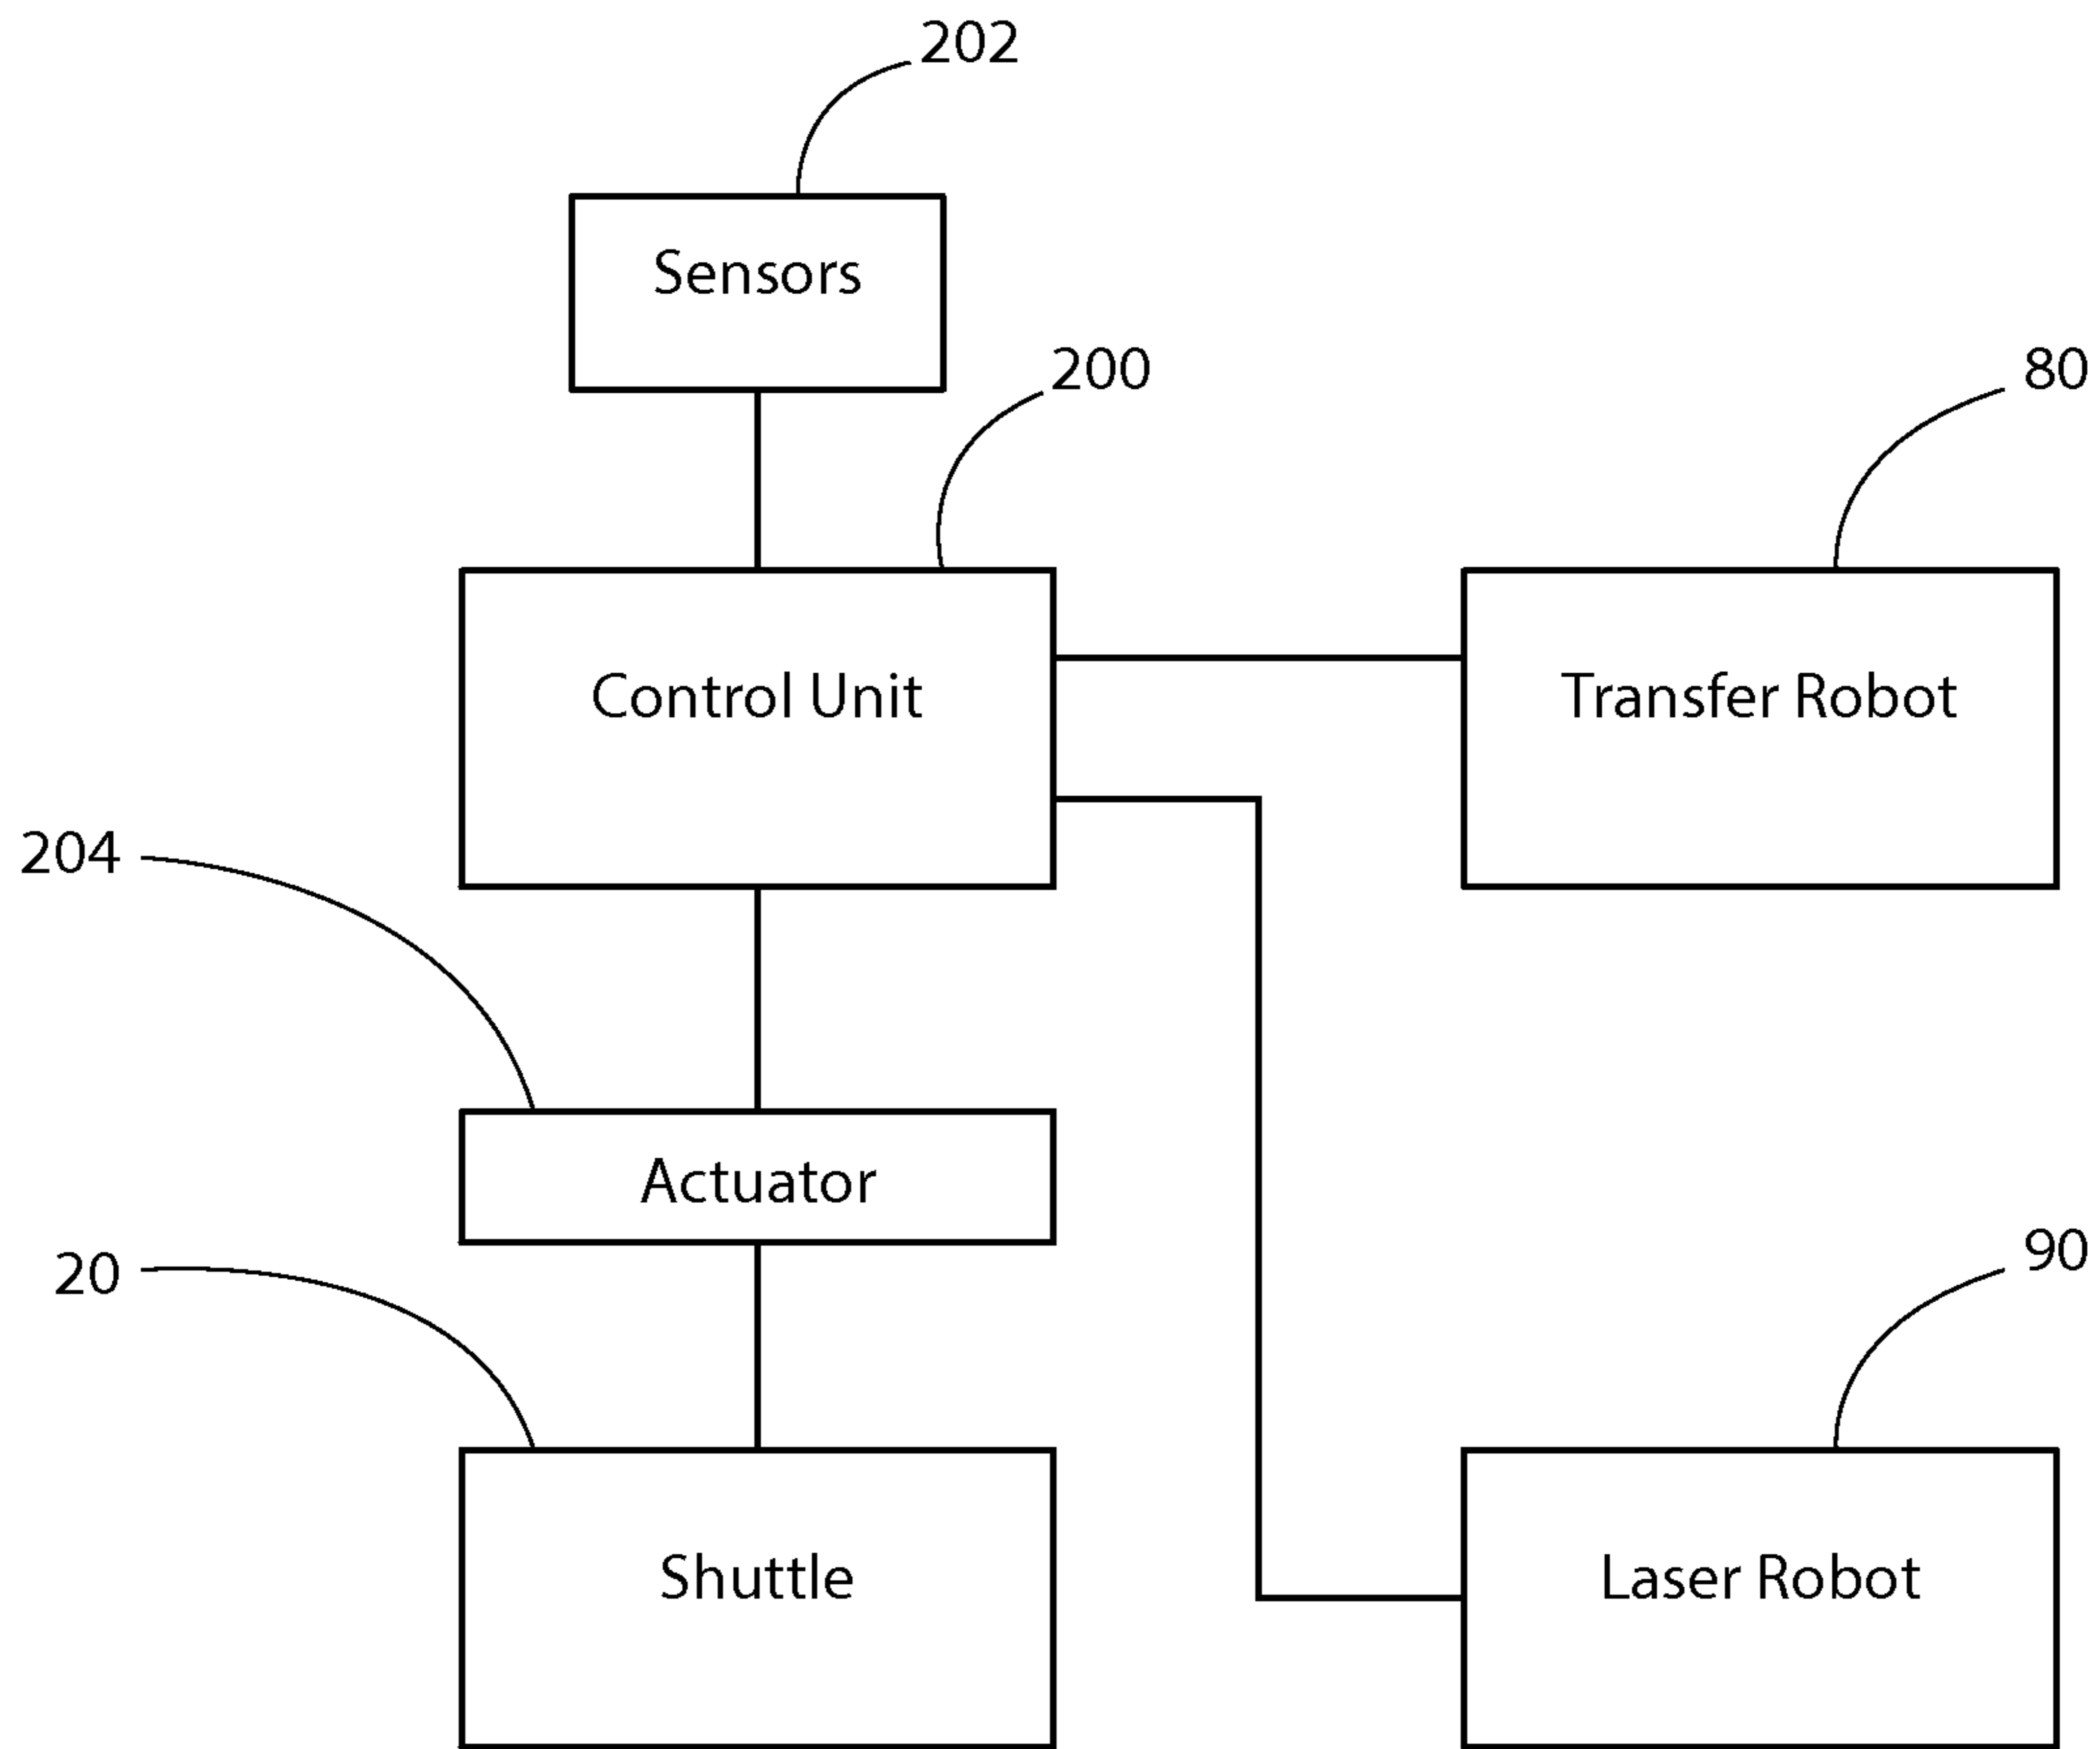 202
Sensors
200
80
Control Unit
Transfer Robot
204
Actuator
20
90
Shuttle
Laser Robot